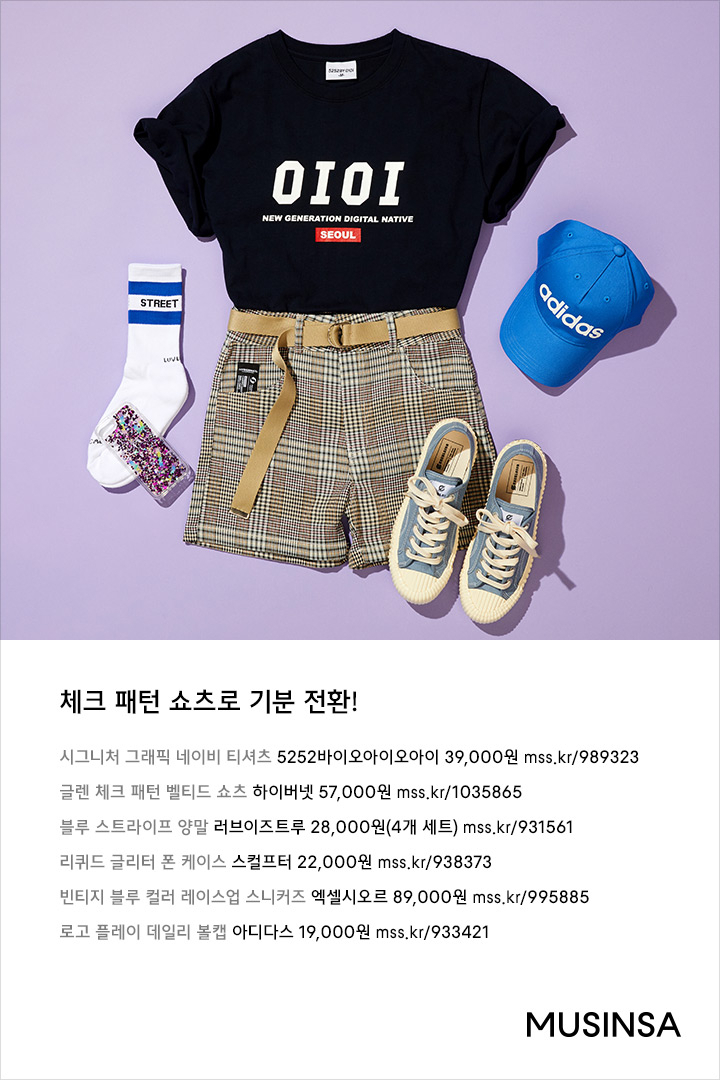 5252BYOIOI
OIOI
NEW GENERATION DIGITAL NATIVE
SEOUL
STREET
adidas
체크 패턴 쇼츠로 기분 전환!
시그니처 그래픽 네이비 티셔츠 5252바이오아이오아이 39,000원 mss.kr/989323
글렌 체크 패턴 벨티드 쇼츠 하이버넷 57,000원 mss.kr/1035865
블루 스트라이프 양말 러브이즈트루 28,000원(4개 세트) mss.kr/931561
리퀴드 글리터 폰 케이스 스컬프터 22,000원 mss.kr/938373
빈티지 블루 컬러 레이스업 스니커즈 엑셀시오르 89,000원 mss.kr/995885
로고 플레이 데일리 볼캡 아디다스 19,000원 mss.kr/933421
MUSINSA